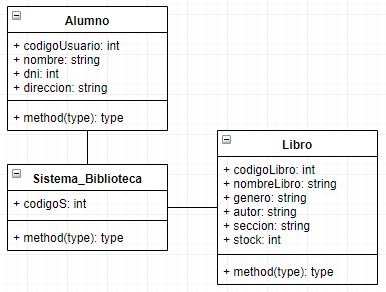 Alumno
+ codigoUsuario: int
+ nombre: string
+ dni: int
+ direccion: string
+ method(type): type
Sistema_Biblioteca
+ codigoS: int
+ method(type): type
Libro
+ codigoLibro: int
+ nombreLibro: string
+ genero: string
+ autor: string
+ seccion: string
+ stock: int
+ method(type): type